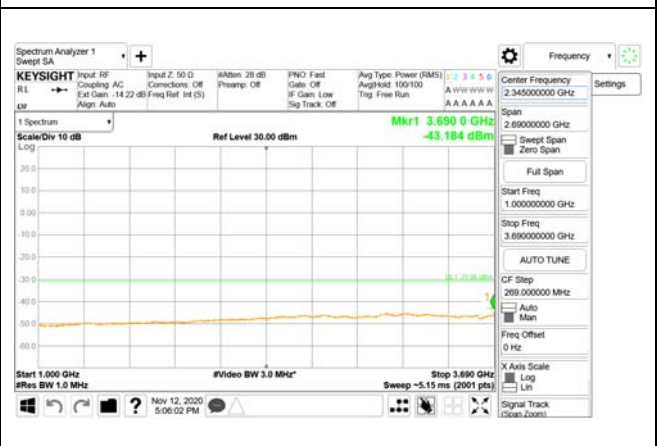 Spectrum Analyzer 1
Swept SA
+
Frequency
KEYSIGHT
RL
Input: RF
Coupling: AC
Ext Gain: -14.22 dB
Align: Auto
Input Z: 50 Ω
Corrections: Off
Freq Ref: Int (S)
#Atten: 28 dB
Preamp: Off
PNO: Fast
Gate: Off
IF Gain: Low
Sig Track: Off
Avg Type: Power (RMS)
Avg|Hold: 100/100
Trig: Free Run
1 2 3 4 5 6
A W W W W W
A A A A A A
1 Spectrum
Scale/Div 10 dB
Log
Ref Level 30.00 dBm
Mkr1 3.690 0 GHz
-43.184 dBm
20.0
10.0
0.00
-10.0
-20.0
-30.0
-40.0
-50.0
-60.0
1
Start 1.000 GHz
#Res BW 1.0 MHz
#Video BW 3.0 MHz*
Stop 3.690 GHz
Sweep ~5.15 ms (2001 pts)
Nov 12, 2020
5:06:02 PM
Center Frequency
2.345000000 GHz
Settings
Span
2.69000000 GHz
Swept Span
Zero Span
Full Span
Start Freq
1.000000000 GHz
Stop Freq
3.690000000 GHz
AUTO TUNE
CF Step
269.000000 MHz
Auto
Man
Freq Offset
0 Hz
X Axis Scale
Log
Lin
Signal Track
(Span Zoom)